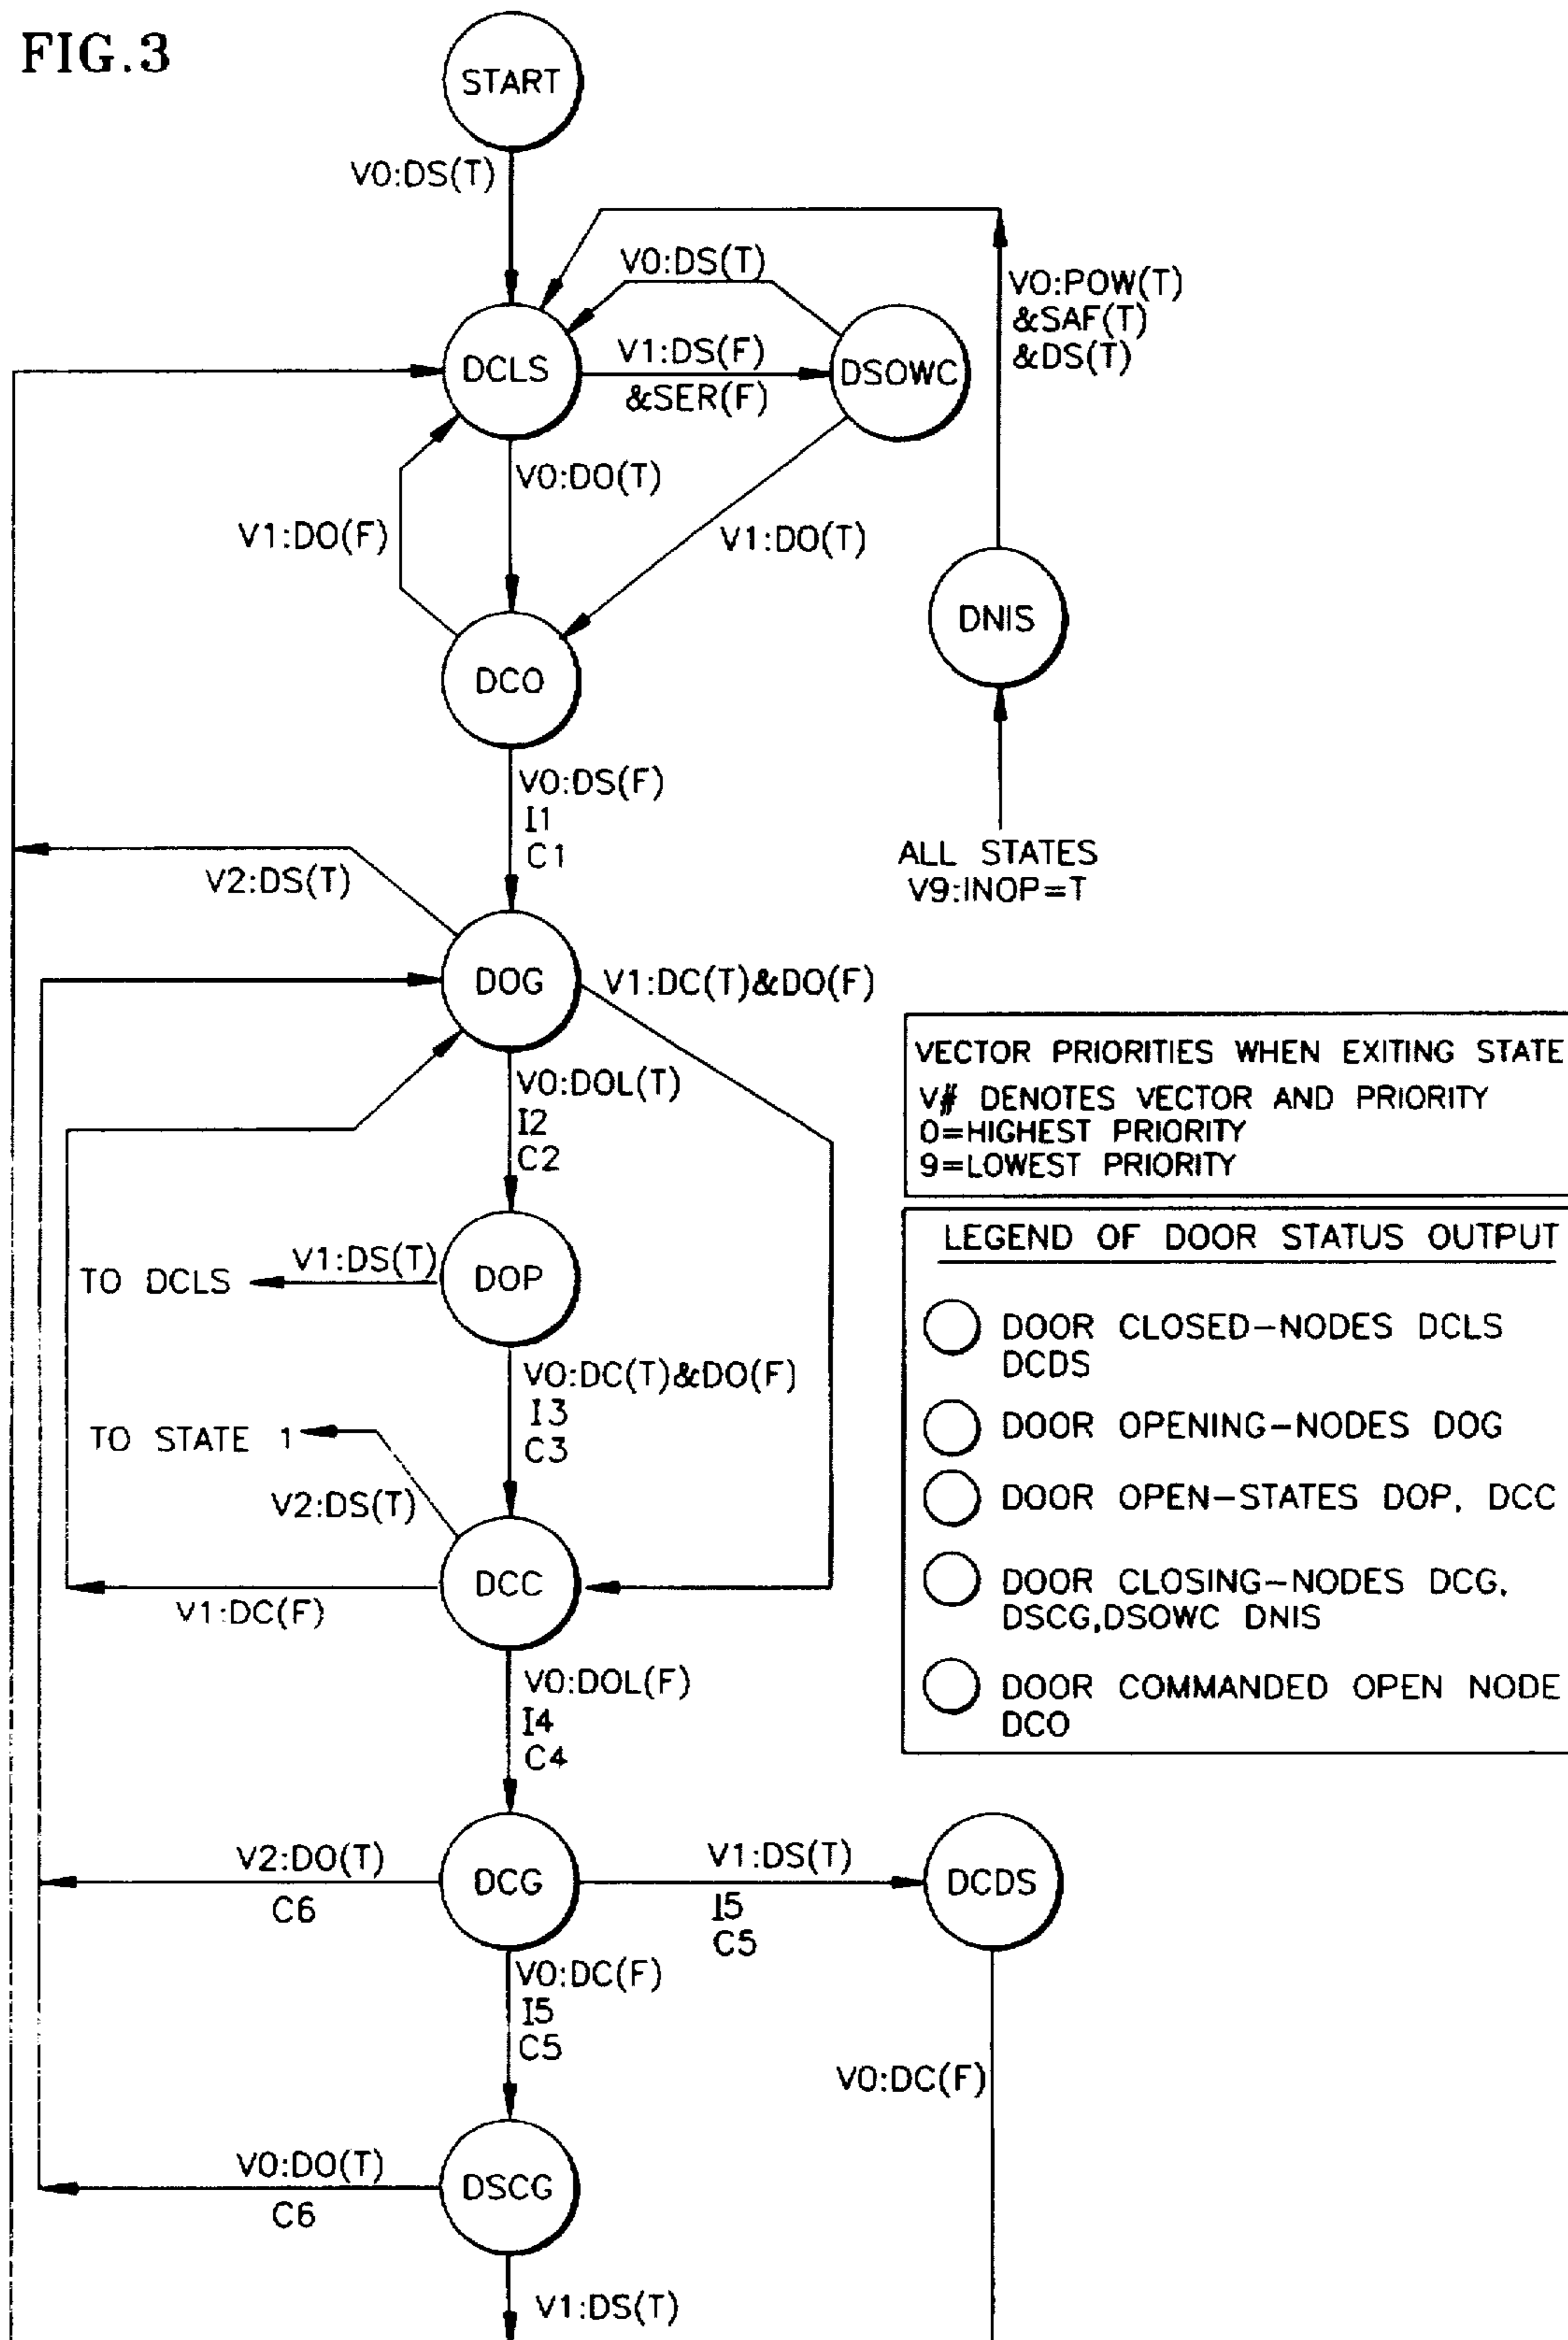 FIG.3
START
V0:DS(T)
V0:DS(T)
V0:POW(T)
&SAF(T)
&DS(T)
DCLS
V1:DS(F)
&SER(F)
DSOWC
V0:DO(T)
V1:DO(F)
V1:DO(T)
DNIS
DCO
V0:DS(F)
I1
C1
ALL STATES
V9:INOP=T
V2:DS(T)
DOG
V1:DC(T)&DO(F)
VECTOR PRIORITIES WHEN EXITING STATE
V# DENOTES VECTOR AND PRIORITY
0=HIGHEST PRIORITY
9=LOWEST PRIORITY
V0:DOL(T)
I2
C2
LEGEND OF DOOR STATUS OUTPUT
TO DCLS
V1:DS(T)
DOP
DOOR CLOSED-NODES DCLS
DCDS
V0:DC(T)&DO(F)
I3
C3
DOOR OPENING-NODES DOG
TO STATE 1
V2:DS(T)
DOOR OPEN-STATES DOP, DCC
DCC
V1:DC(F)
DOOR CLOSING-NODES DCG,
DSCG,DSOWC DNIS
V0:DOL(F)
I4
C4
DOOR COMMANDED OPEN NODE
DCO
V2:DO(T)
C6
DCG
V1:DS(T)
I5
C5
DCDS
V0:DC(F)
I5
C5
V0:DC(F)
V0:DO(T)
C6
DSCG
V1:DS(T)